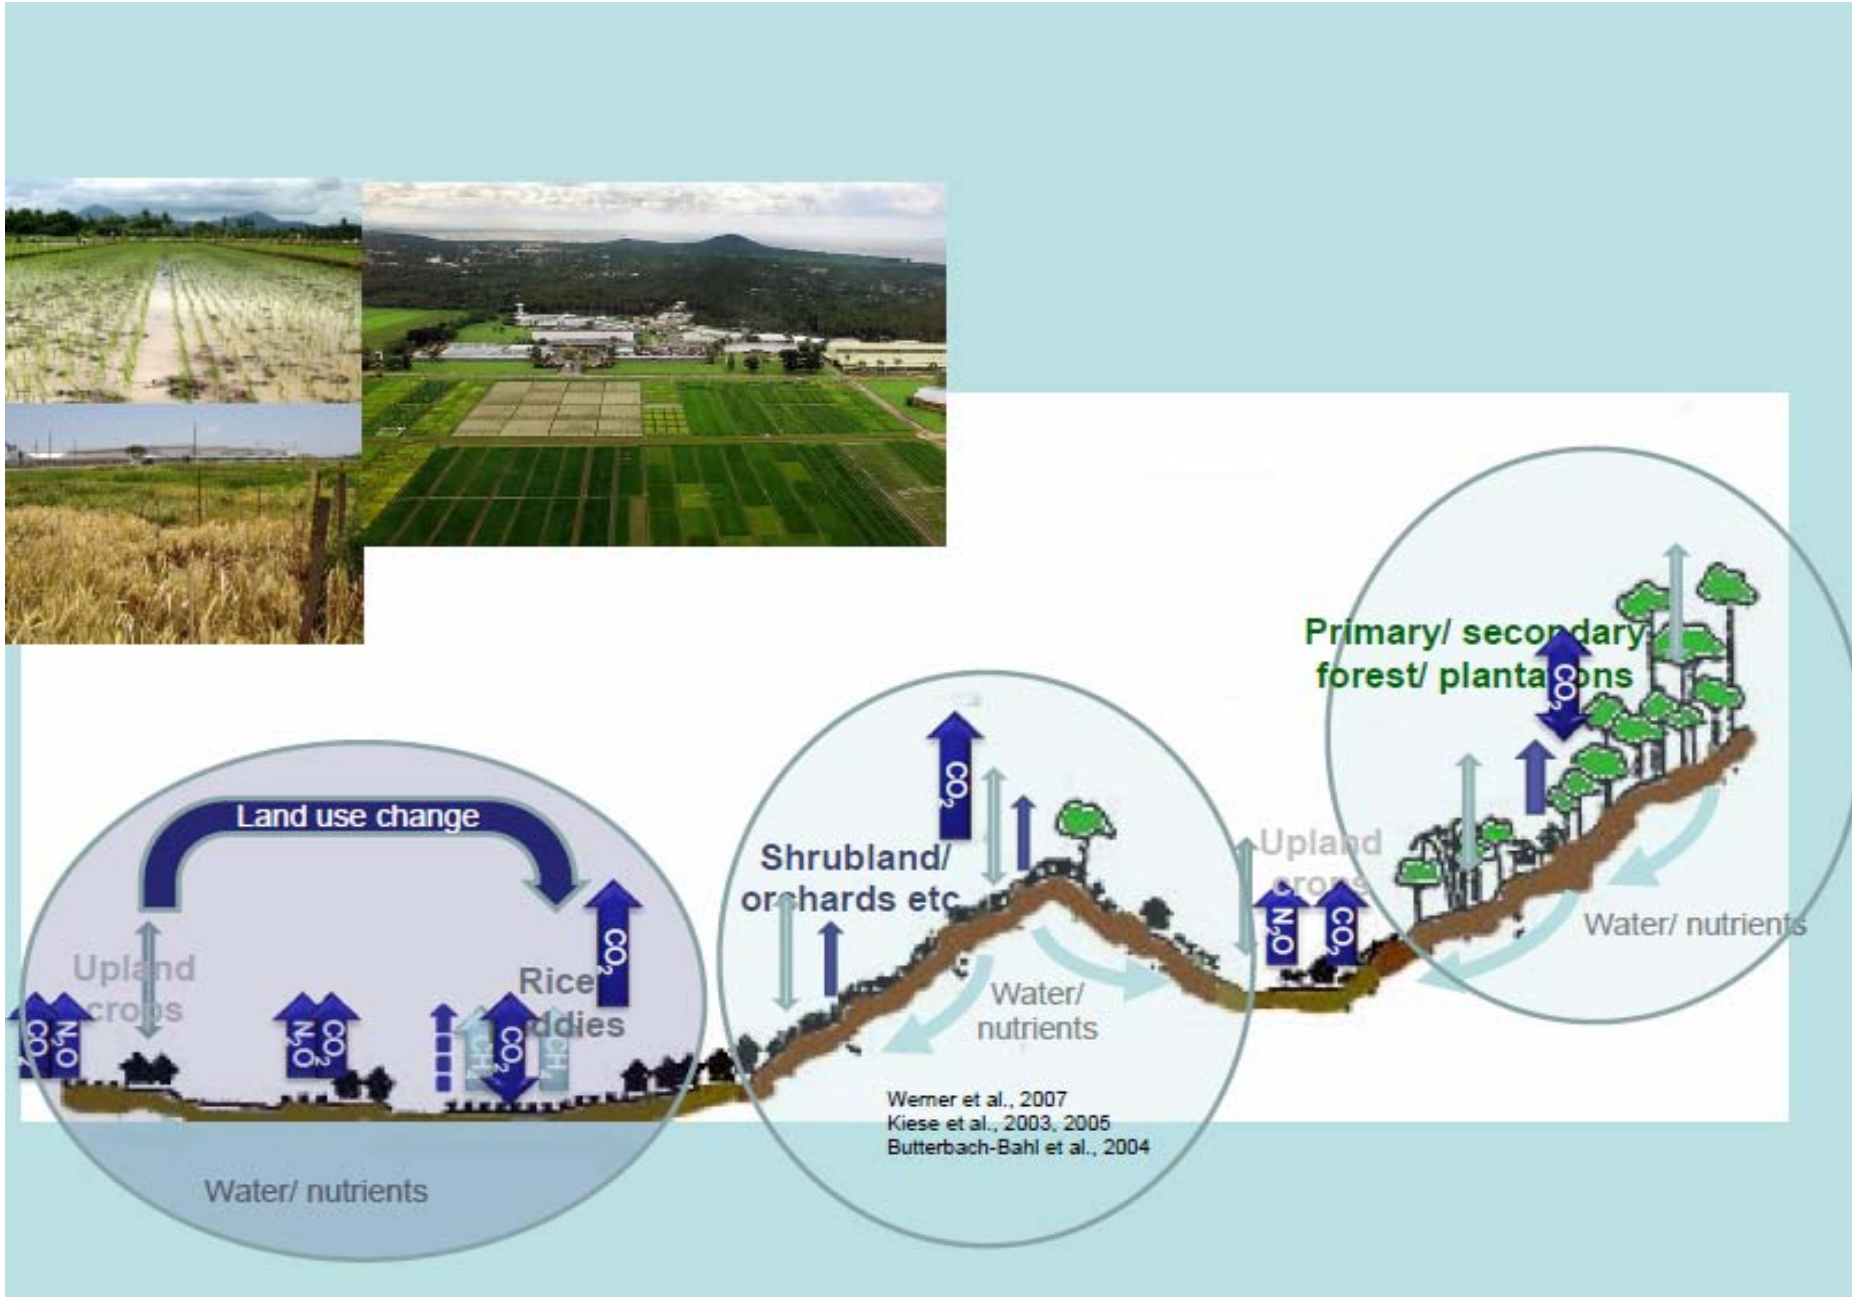 Primary/ secondary
forest/ plantations
CO2
Land use change
CO2
Shrubland/
orchards etc
Upland
crops
N2O
CO2
Water/ nutrients
Upland
crops
CO2
N2O
N2O
CO2
Rice
CO2
CH4
CO2
CH
Water/
nutrients
Werner et al., 2007
Kiese et al., 2003, 2005
Butterbach-Bahl et al., 2004
Water/ nutrients